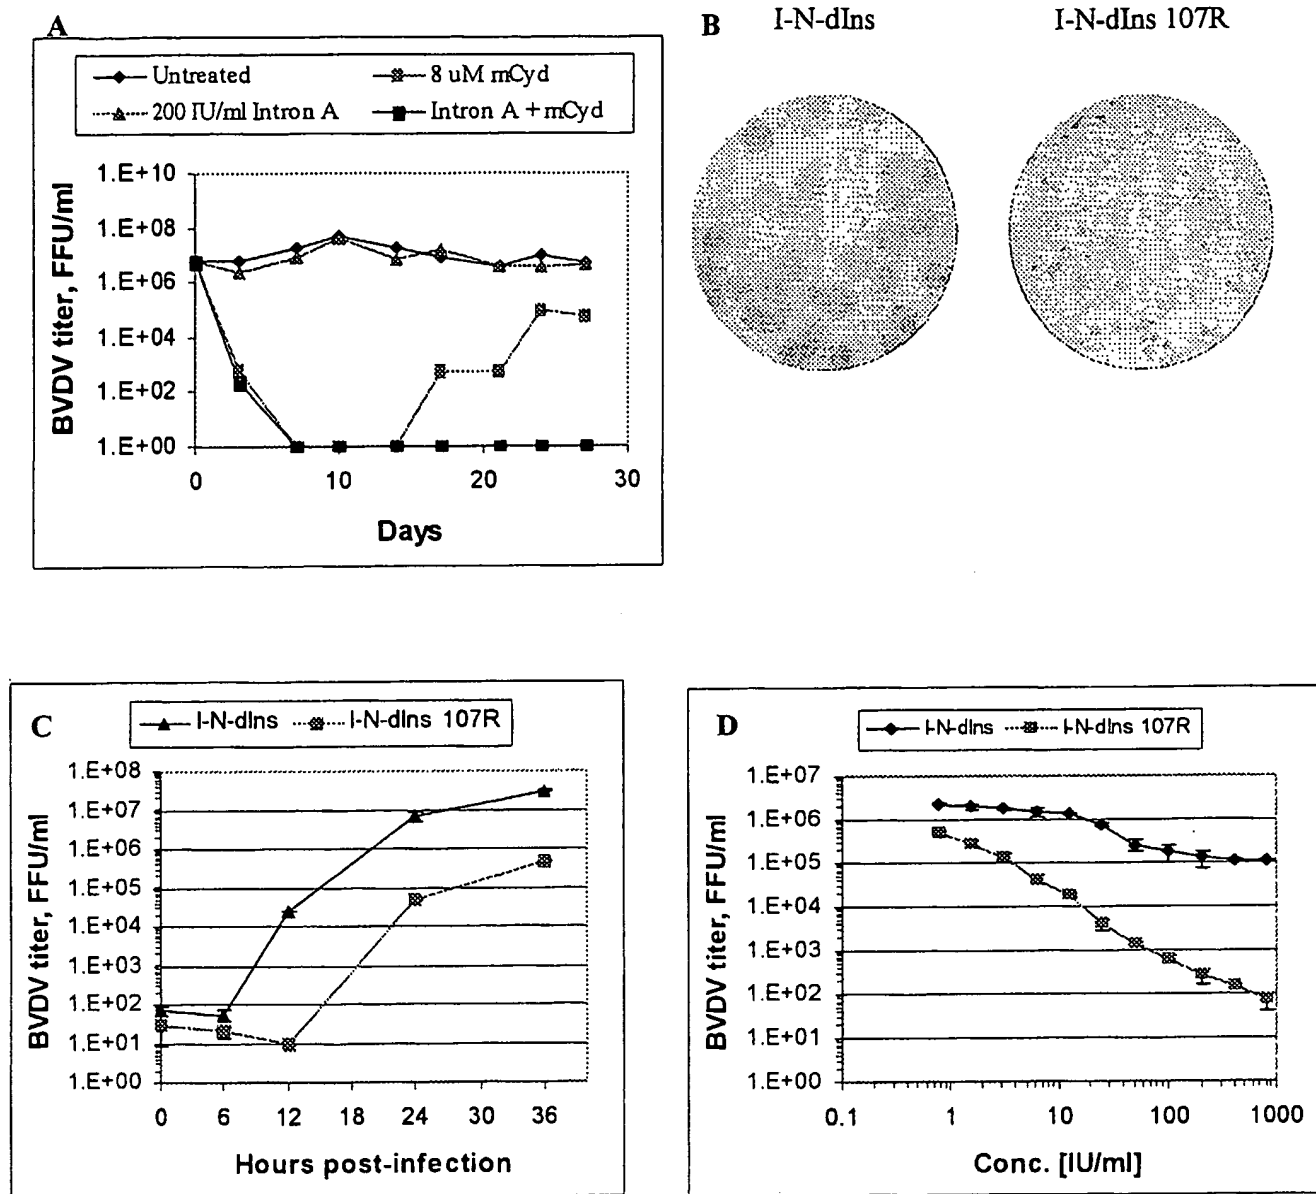 A
Untreated
8 uM mCyd
200 IU/ml Intron A
Intron A + mCyd
BVDV titer, FFU/ml
1.E+10
1.E+08
1.E+06
1.E+04
1.E+02
1.E+00
0
10
20
30
Days
B
I-N-dIns
I-N-dIns 107R
C
I-N-dIns
I-N-dIns 107R
BVDV titer, FFU/ml
1.E+08
1.E+07
1.E+06
1.E+05
1.E+04
1.E+03
1.E+02
1.E+01
1.E+00
0
6
12
18
24
30
36
Hours post-infection
D
I-N-dIns
I-N-dIns 107R
BVDV titer, FFU/ml
1.E+07
1.E+06
1.E+05
1.E+04
1.E+03
1.E+02
1.E+01
1.E+00
0.1
1
10
100
1000
Conc. [IU/ml]